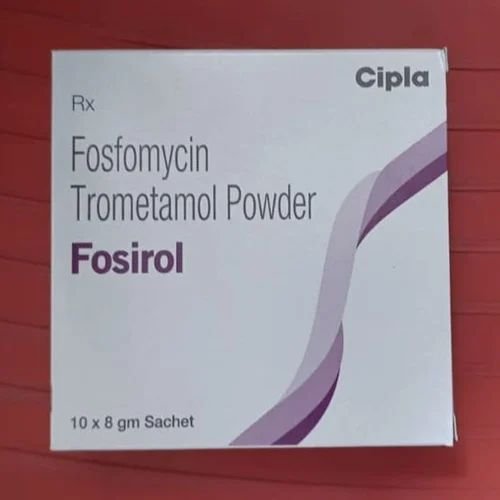 Cipla
Rx
Fosfomycin
Trometamol Powder
Fosirol
10 x 8 gm Sachet